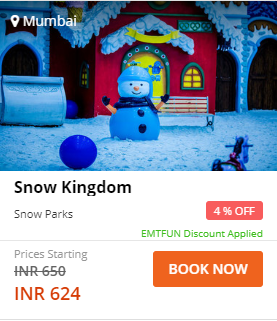 Mumbai
Snow Kingdom
Snow Parks
4 % OFF
EMTFUN Discount Applied
Prices Starting
INR 650
INR 624
BOOK NOW